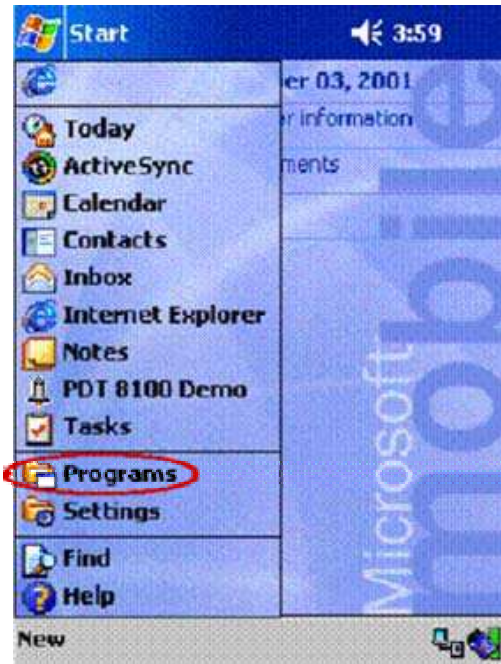 Start 3:59
er 03, 2001
r information
Today
ments
ActiveSync
Calendar
Contacts
Inbox
Internet Explorer
Notes
PDT 8100 Demo
Tasks
Programs
Settings
Find
Help
New
Microsoft
mobile